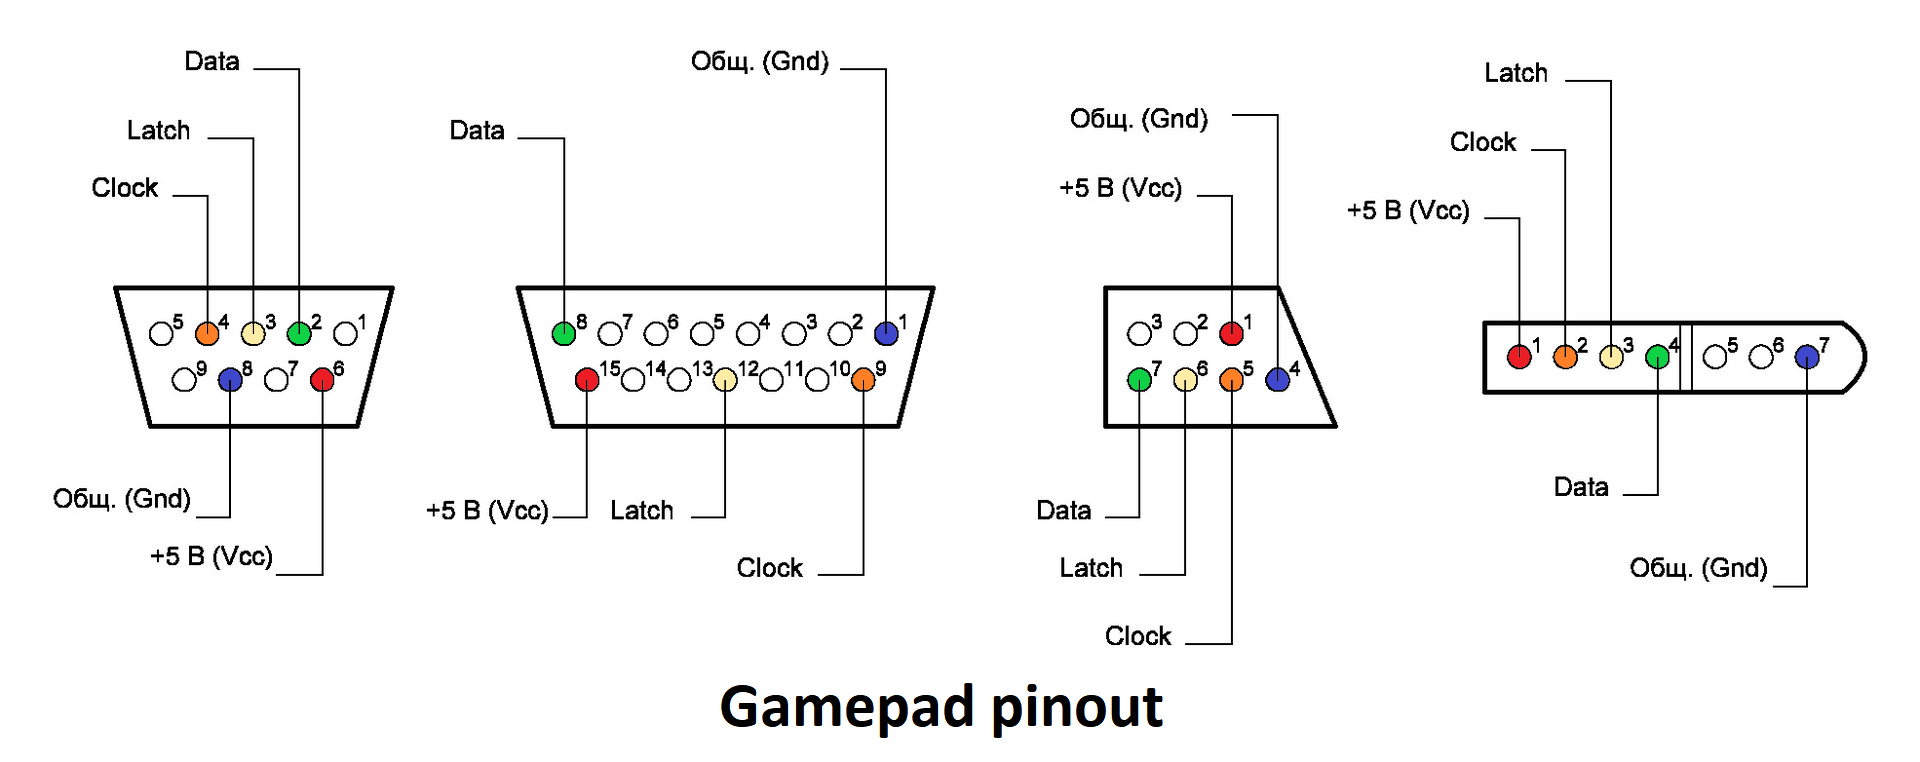 Data
Latch
Clock
5 4 3 2 1
9 8 7 6
Общ. (Gnd)
+5 В (Vcc)
Общ. (Gnd)
Data
8 7 6 5 4 3 2 1
15 14 13 12 11 10 9
+5 В (Vcc)
Latch
Clock
Общ. (Gnd)
+5 В (Vcc)
3 2 1
7 6 5 4
Data
Latch
Clock
Latch
Clock
+5 В (Vcc)
1 2 3 4 5 6 7
Data
Общ. (Gnd)
Gamepad pinout